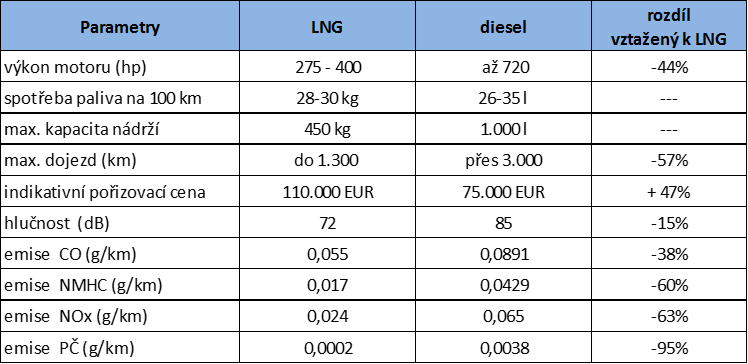 Parametry LNG diesel rozdíl
vztažený k LNG
výkon motoru (hp) 275 - 400 až 720 -44%
spotřeba paliva na 100 km 28-30 kg 26-35 l ---
max. kapacita nádrží 450 kg 1.000 l ---
max. dojezd (km) do 1.300 přes 3.000 -57%
indikativní pořizovací cena 110.000 EUR 75.000 EUR + 47%
hlučnost (dB) 72 85 -15%
emise CO (g/km) 0,055 0,0891 -38%
emise NMHC (g/km) 0,017 0,0429 -60%
emise NOx (g/km) 0,024 0,065 -63%
emise PČ (g/km) 0,0002 0,0038 -95%